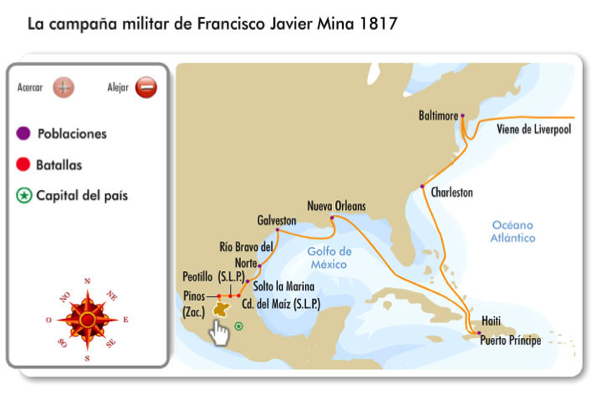 La campaña militar de Francisco Javier Mina 1817
Acercar
Alejar
Poblaciones
Batallas
Capital del país
N
NO
NE
O
E
SO
SE
S
Baltimore
Viene de Liverpool
Charleston
Nueva Orleans
Galveston
Océano
Atlántico
Río Bravo del
Norte
Golfo de
México
Peotillo (S.L.P.)
Solto la Marina
Pinos
(Zac.)
Cd. del Maíz (S.L.P.)
Haiti
Puerto Príncipe